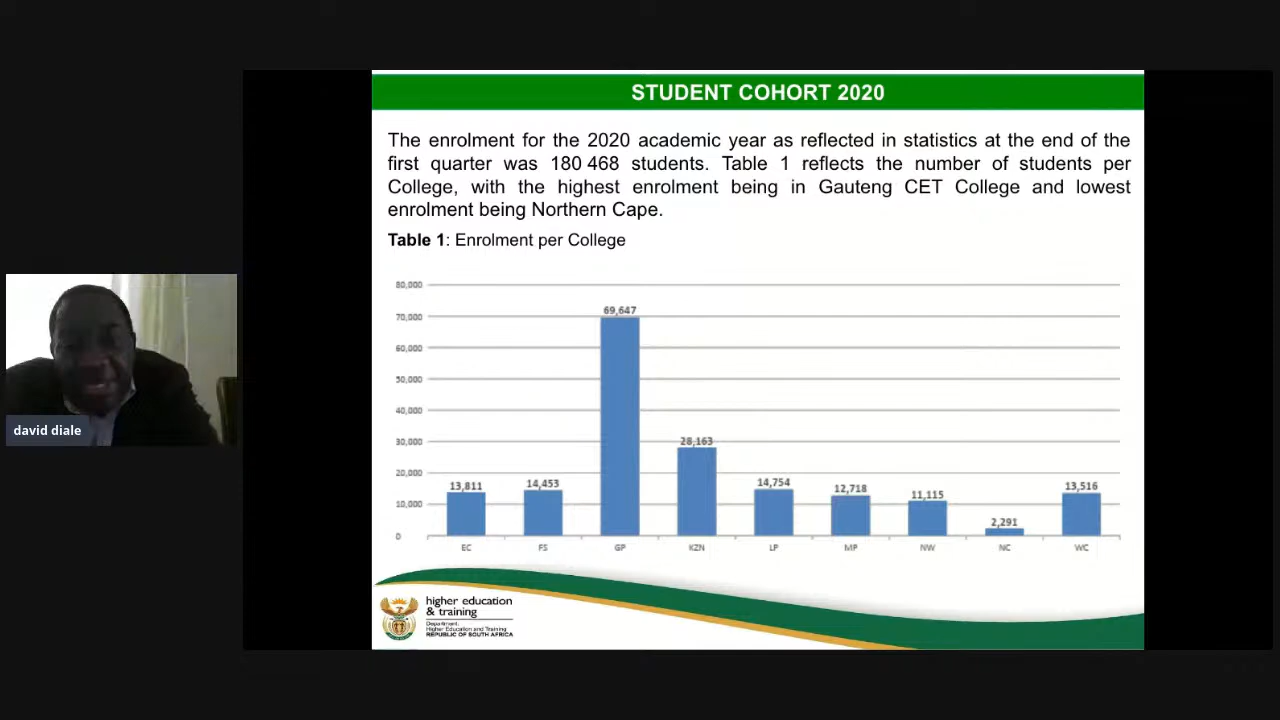 STUDENT COHORT 2020
The enrolment for the 2020 academic year as reflected in statistics at the end of the
first quarter was 180 468 students. Table 1 reflects the number of students per
College, with the highest enrolment being in Gauteng CET College and lowest
enrolment being Northern Cape.
Table 1: Enrolment per College
80,000
70,000
60,000
50,000
40,000
30,000
20,000
10,000
0
13,811
14,453
69,647
28,163
14,754
12,718
11,115
2,291
13,516
EC FS GP KZN LP MP NW NC WC
david diale
higher education
& training
Department:
Higher Education and Training
REPUBLIC OF SOUTH AFRICA